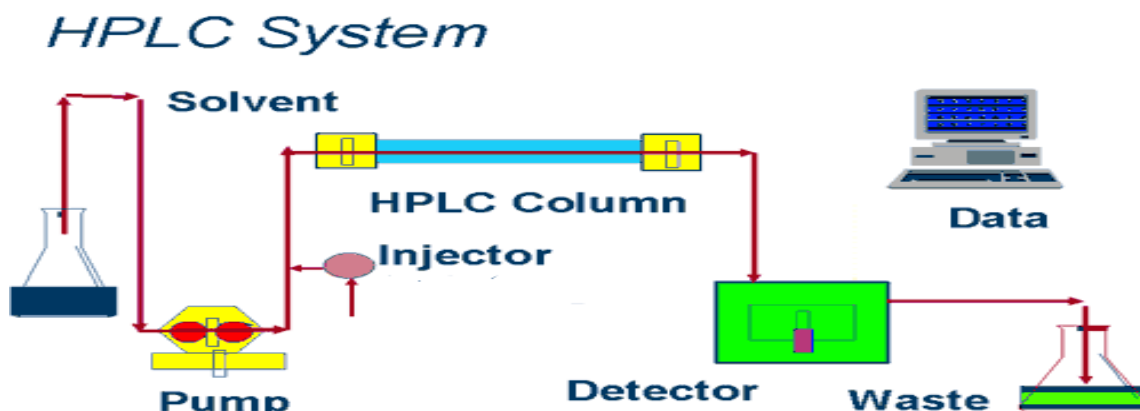 HPLC System
Solvent
HPLC Column
Injector
Data
Detector
Waste
Pump